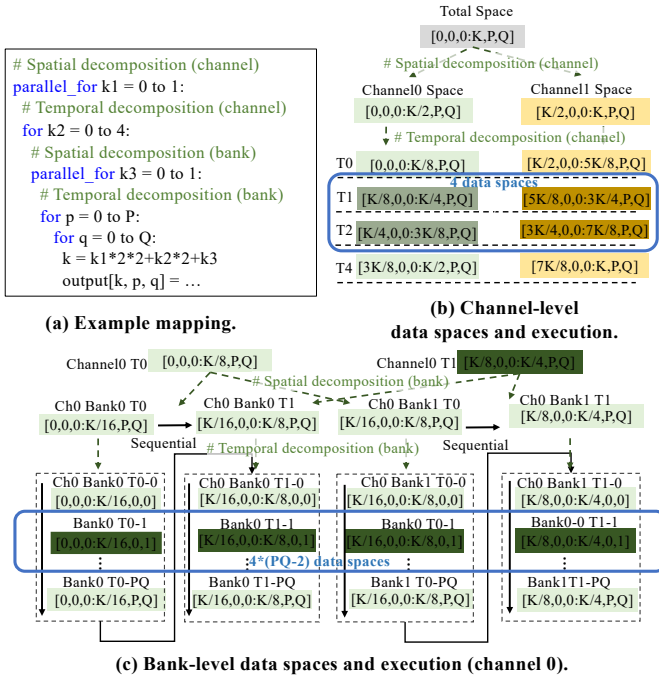 # Spatial decomposition (channel)
parallel_for k1 = 0 to 1:
# Temporal decomposition (channel)
for k2 = 0 to 4:
# Spatial decomposition (bank)
parallel_for k3 = 0 to 1:
# Temporal decomposition (bank)
for p = 0 to P:
for q = 0 to Q:
k = k1*2*2+k2*2+k3
output[k, p, q] = …
(a) Example mapping.
Total Space
[0,0,0:K,P,Q]
# Spatial decomposition (channel)
Channel0 Space
Channel1 Space
[0,0,0:K/2,P,Q]
[K/2,0,0:K,P,Q]
# Temporal decomposition (channel)
T0
[0,0,0:K/8,P,Q]
[K/2,0,0:5K/8,P,Q]
4 data spaces
T1
[K/8,0,0:K/4,P,Q]
[5K/8,0,0:3K/4,P,Q]
T2
[K/4,0,0:3K/8,P,Q]
[3K/4,0,0:7K/8,P,Q]
T4
[3K/8,0,0:K/2,P,Q]
[7K/8,0,0:K,P,Q]
(b) Channel-level
data spaces and execution.
Channel0 T0
[0,0,0:K/8,P,Q]
Channel0 T1
[K/8,0,0:K/4,P,Q]
# Spatial decomposition (bank)
Ch0 Bank0 T0
[0,0,0:K/16,P,Q]
Ch0 Bank0 T1
[K/16,0,0:K/8,P,Q]
Ch0 Bank1 T0
[K/16,0,0:K/8,P,Q]
Ch0 Bank1 T1
[K/8,0,0:K/4,P,Q]
Sequential
Sequential
# Temporal decomposition (bank)
Ch0 Bank0 T0-0
[0,0,0:K/16,0,0]
Bank0 T0-1
[0,0,0:K/16,0,1]
⋮
Bank0 T0-PQ
[0,0,0:K/16,P,Q]
Ch0 Bank0 T1-0
[K/16,0,0:K/8,0,0]
Bank0 T1-1
[K/16,0,0:K/8,0,1]
⋮
Bank0 T1-PQ
[K/16,0,0:K/8,P,Q]
Ch0 Bank1 T0-0
[K/16,0,0:K/8,0,0]
Bank0 T0-1
[K/16,0,0:K/8,0,1]
⋮
Bank1 T0-PQ
[K/16,0,0:K/8,P,Q]
Ch0 Bank1 T1-0
[K/8,0,0:K/4,0,0]
Bank0-0 T1-1
[K/8,0,0:K/4,0,1]
⋮
Bank1T1-PQ
[K/8,0,0:K/4,P,Q]
4*(PQ-2) data spaces
(c) Bank-level data spaces and execution (channel 0).